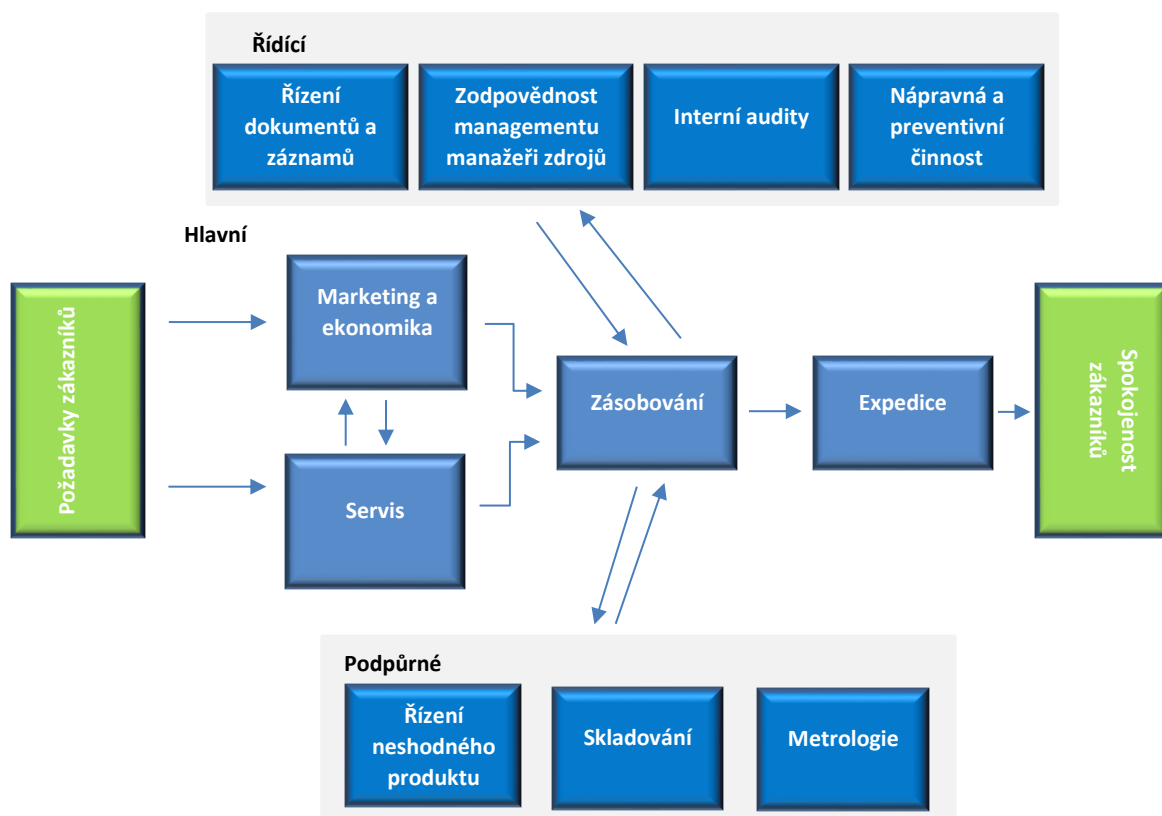 Řídící
Řízení
dokumentů a
záznamů
Zodpovědnost
managementu
manažeři zdrojů
Interní audity
Nápravná a
preventivní
činnost
Hlavní
Požadavky zákazníků
Marketing a
ekonomika
Servis
Zásobování
Expedice
Spokojenost
zákazníků
Podpůrné
Řízení
neshodného
produktu
Skladování
Metrologie